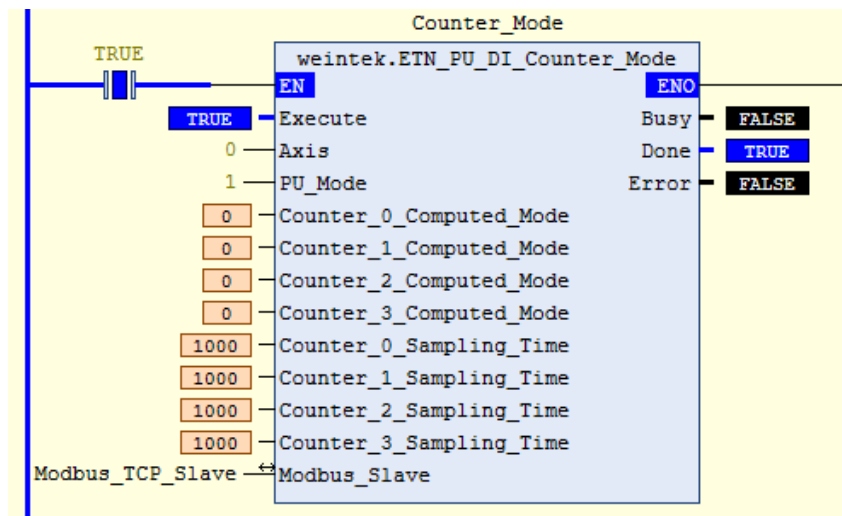 Counter_Mode
TRUE
weintek.ETN_PU_DI_Counter_Mode
EN ENO
TRUE Execute Busy FALSE
0 Axis Done TRUE
1 PU_Mode Error FALSE
0 Counter_0_Computed_Mode
0 Counter_1_Computed_Mode
0 Counter_2_Computed_Mode
0 Counter_3_Computed_Mode
1000 Counter_0_Sampling_Time
1000 Counter_1_Sampling_Time
1000 Counter_2_Sampling_Time
1000 Counter_3_Sampling_Time
Modbus_TCP_Slave Modbus_Slave